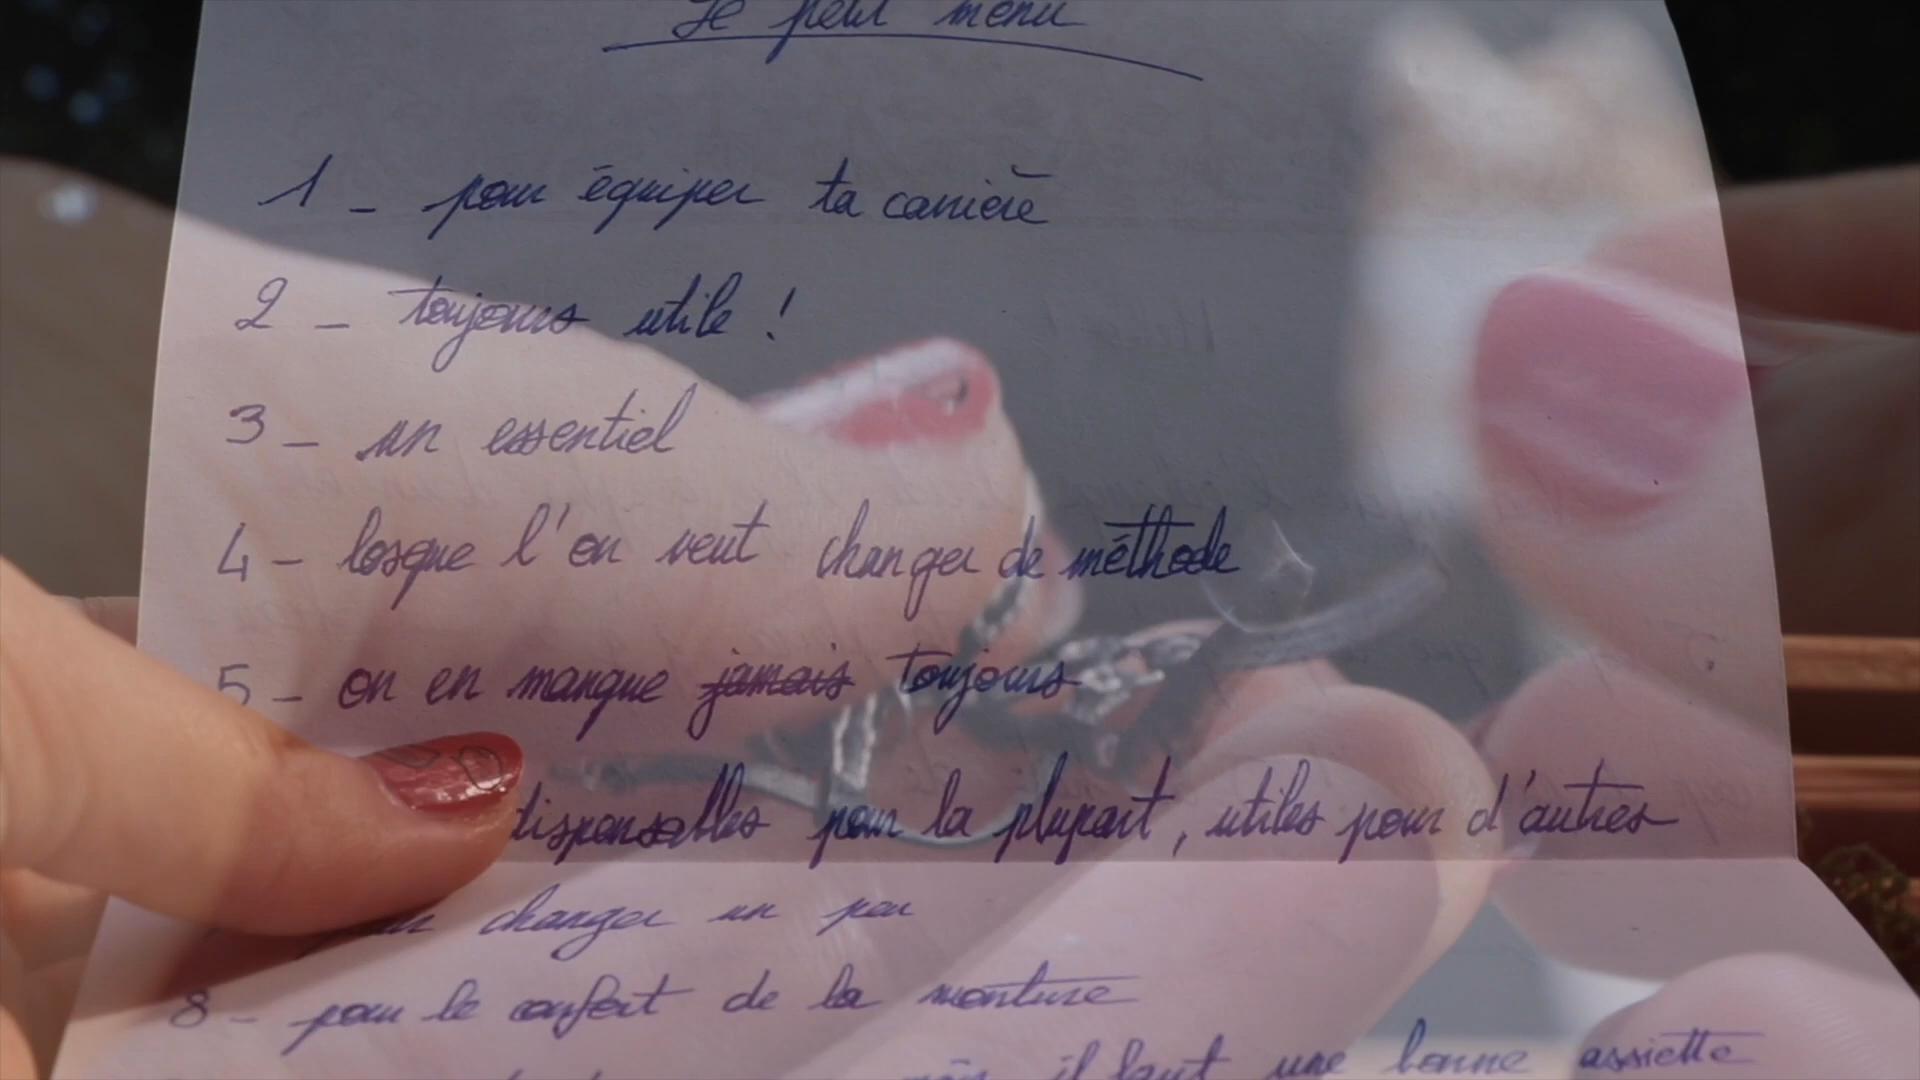 Le petit menu
1 - pour équiper ta carrière
2 - toujours utile !
3 - un essentiel
4 - losque l'on veut changer de méthode
5 - on en manque jamais toujours
dispensables pour la plupart, utiles pour d'autres
changer un peu
8 - pour le confort de la monture
il faut une bonne assiette